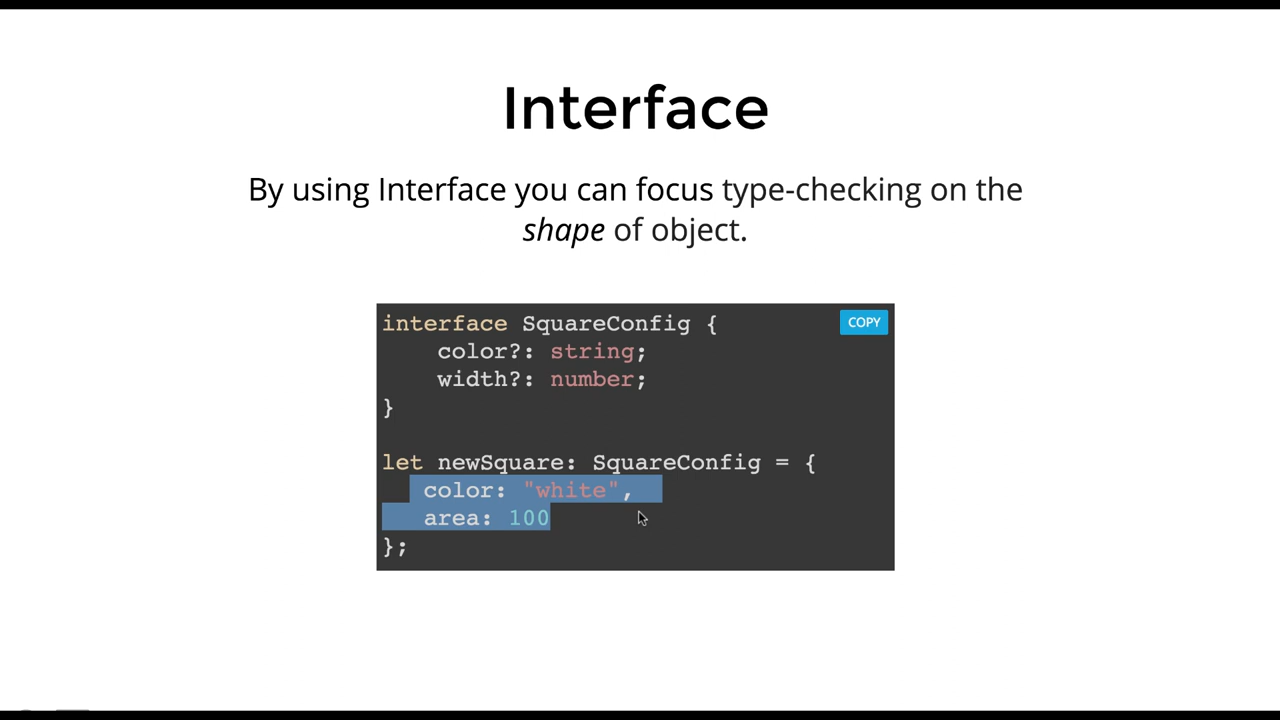 Interface
By using Interface you can focus type-checking on the
shape of object.
interface SquareConfig {
COPY
    color?: string;
    width?: number;
}
let newSquare: SquareConfig = {
   color: "white",
   area: 100
};